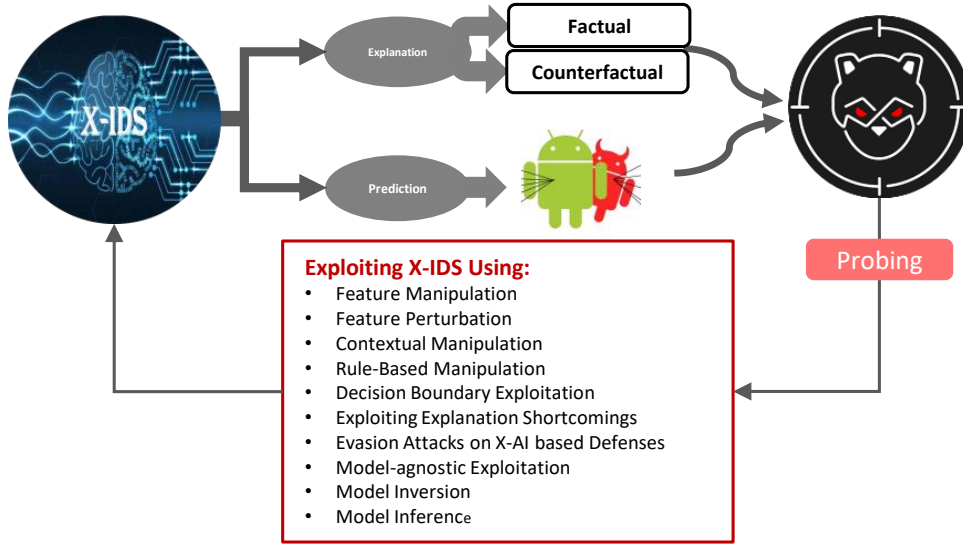 X-IDS
Explanation
Factual
Counterfactual
Prediction
Probing
Exploiting X-IDS Using:
• Feature Manipulation
• Feature Perturbation
• Contextual Manipulation
• Rule-Based Manipulation
• Decision Boundary Exploitation
• Exploiting Explanation Shortcomings
• Evasion Attacks on X-AI based Defenses
• Model-agnostic Exploitation
• Model Inversion
• Model Inference